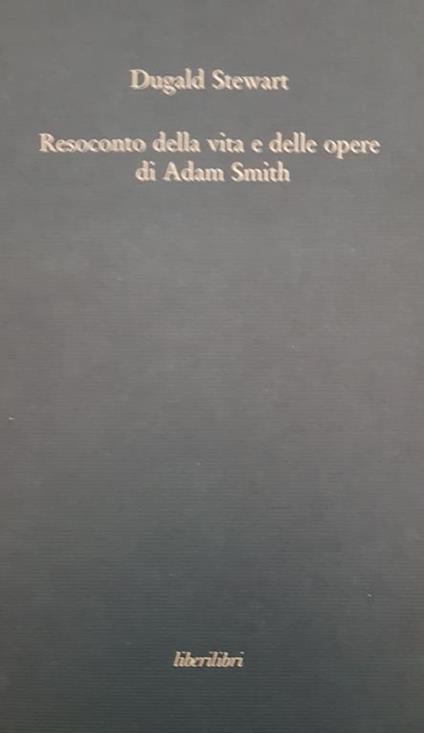 Dugald Stewart
Resoconto della vita e delle opere
di Adam Smith
liberilibri